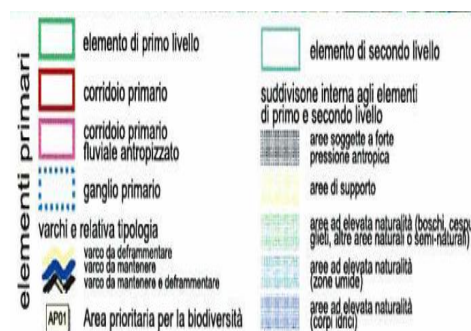 elementi primari
elemento di primo livello
corridoio primario
corridoio primario
fluviale antropizzato
ganglio primario
varchi e relativa tipologia
varco da deframmentare
varco da mantenere
varco da mantenere e deframmentare
AP01
Area prioritaria per la biodiversità
elemento di secondo livello
suddivisone interna agli elementi
di primo e secondo livello
aree soggette a forte
pressione antropica
aree di supporto
aree ad elevata naturalità (boschi, cespu
glieti, altre aree naturali o semi-naturali)
aree ad elevata naturalità
(zone umide)
aree ad elevata naturalità
(corpi idrici)